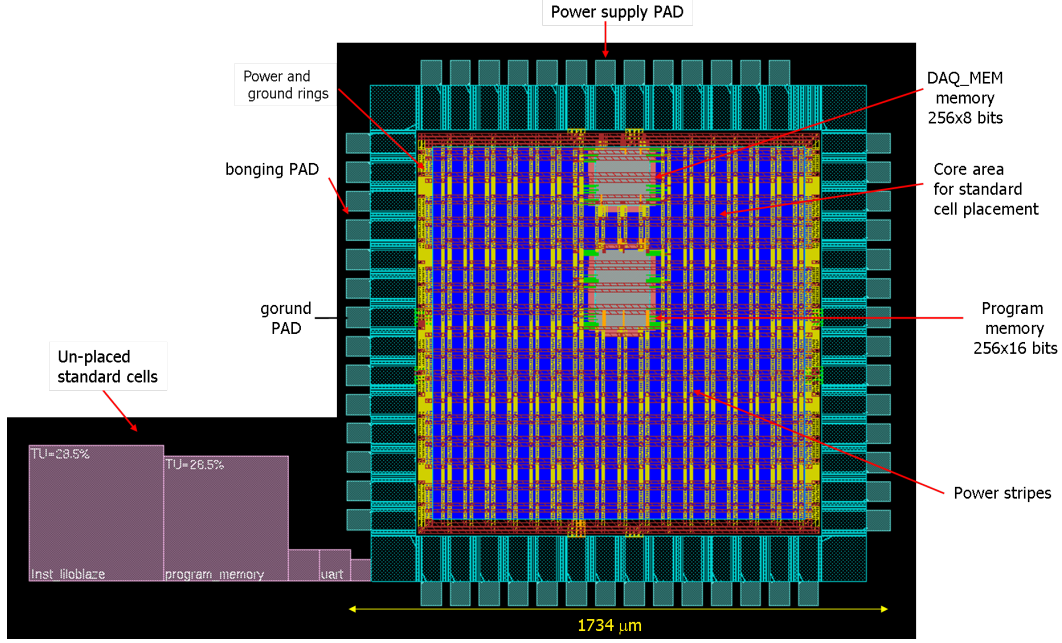 Power supply PAD
Power and
ground rings
DAQ_MEM
memory
256x8 bits
bonging PAD
Core area
for standard
cell placement
gorund
PAD
Program
memory
256x16 bits
Un-placed
standard cells
TU=28.5%
TU=26.5%
Power stripes
Inst_liloblaze
program_memory
uart
1734 µm